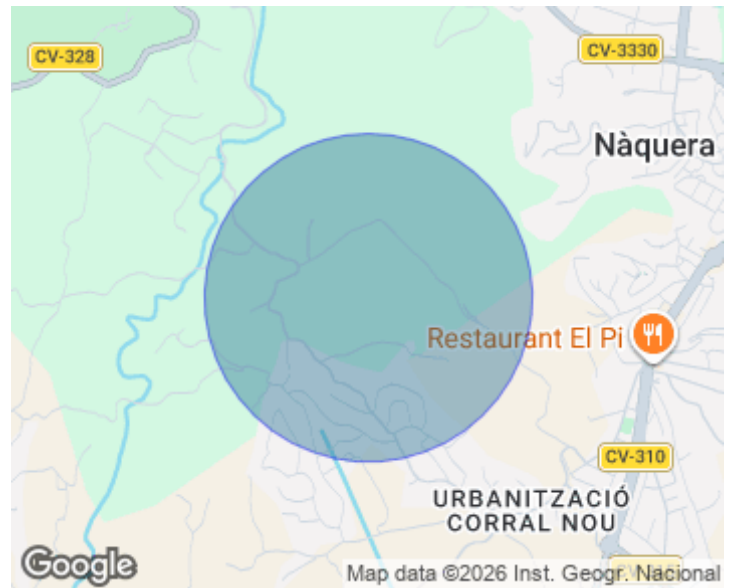 CV-328
CV-3330
Nàquera
Restaurant El Pi
CV-310
URBANITZACIÓ
CORRAL NOU
Google
Map data ©2026 Inst. Geogr. Nacional